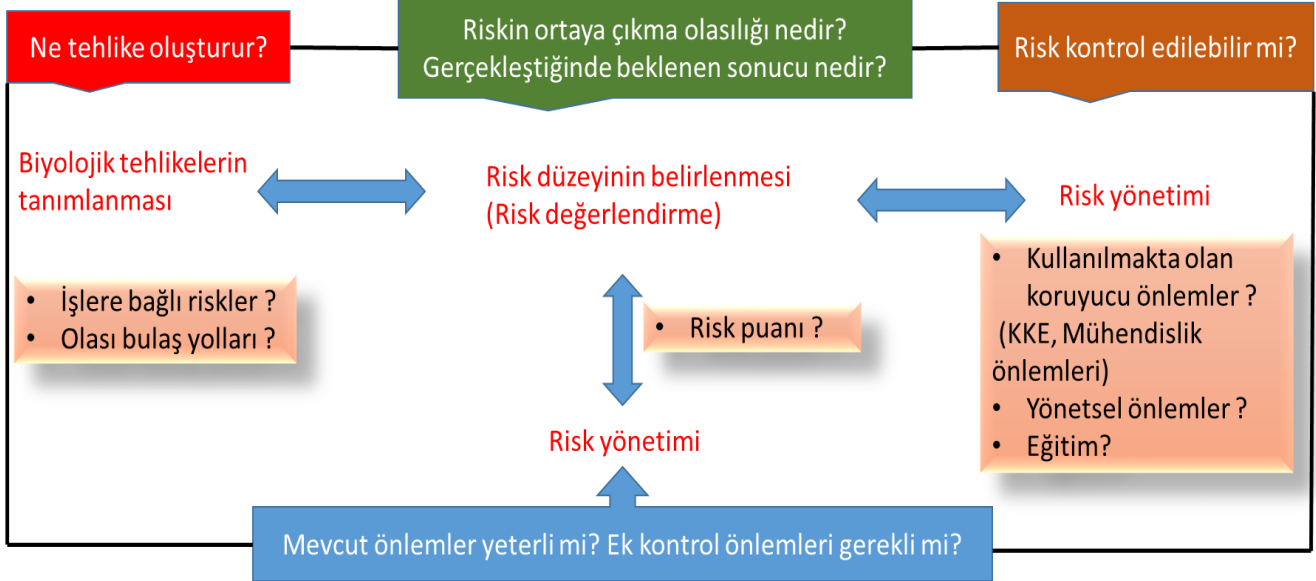 Ne tehlike oluşturur?
Riskin ortaya çıkma olasılığı nedir?
Gerçekleştiğinde beklenen sonucu nedir?
Risk kontrol edilebilir mi?
Biyolojik tehlikelerin
tanımlanması
Risk düzeyinin belirlenmesi
(Risk değerlendirme)
Risk yönetimi
• İşlere bağlı riskler ?
• Olası bulaş yolları ?
• Risk puanı ?
• Kullanılmakta olan
koruyucu önlemler ?
(KKE, Mühendislik
önlemleri)
• Yönetsel önlemler ?
• Eğitim?
Risk yönetimi
Mevcut önlemler yeterli mi? Ek kontrol önlemleri gerekli mi?